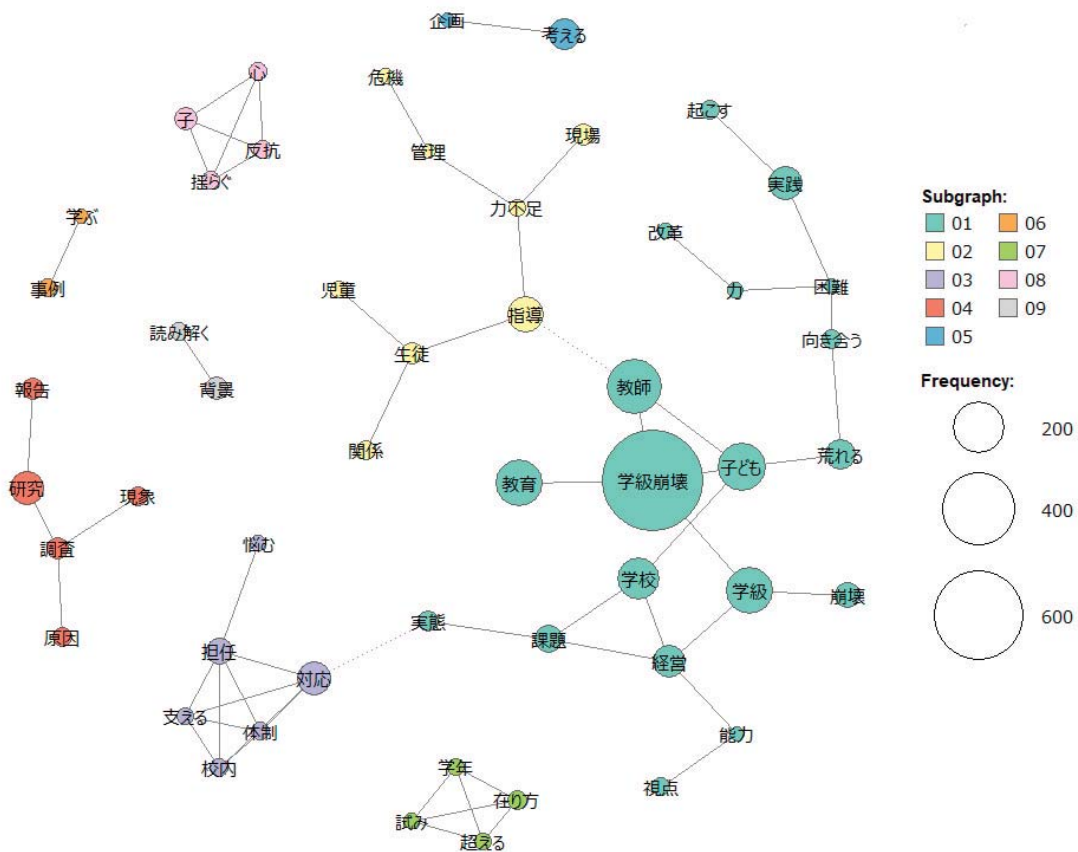 企画
考える
心
子
反抗
揺らぐ
危機
管理
現場
力不足
起こす
実践
改革
力
困難
向き合う
荒れる
学ぶ
事例
児童
生徒
指導
関係
読み解く
背景
報告
研究
現象
調査
原因
教師
子ども
学級崩壊
教育
学校
学級
崩壊
実態
課題
経営
能力
視点
悩む
担任
対応
支える
体制
校内
学年
在り方
試み
超える
Subgraph:
01
06
02
07
03
08
04
09
05
Frequency:
200
400
600